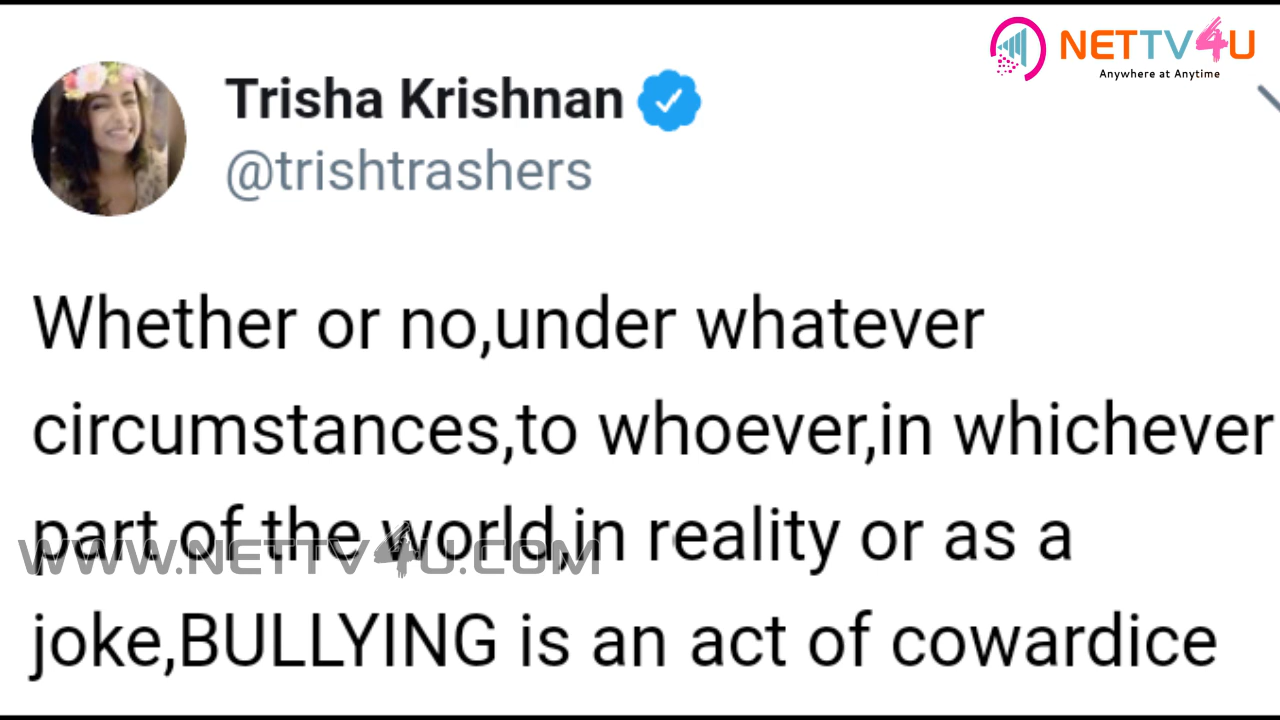 NETTV4U
Anywhere at Anytime
Trisha Krishnan
@trishtrashers
Whether or no,under whatever
circumstances,to whoever,in whichever
part of the world,in reality or as a
WWW.NETTV4U.COM
joke,BULLYING is an act of cowardice